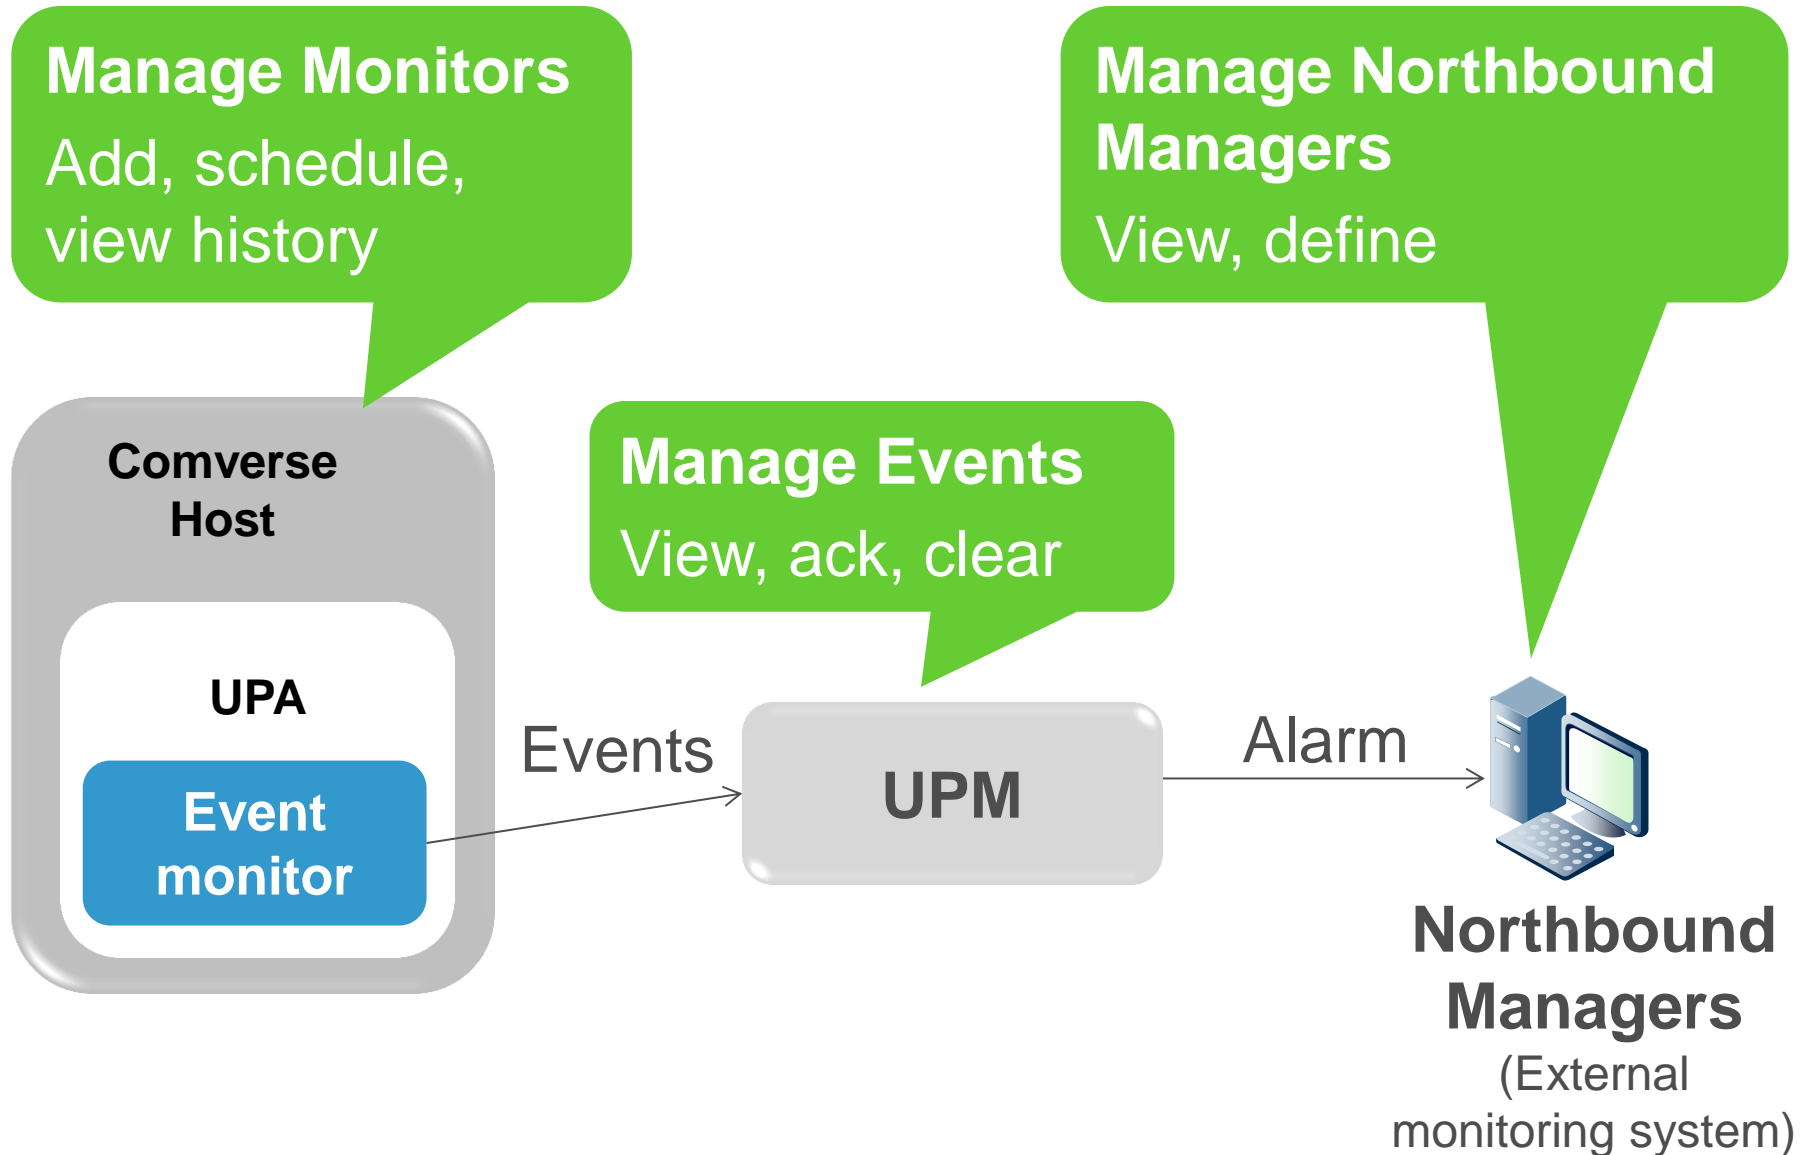 Manage Monitors
Add, schedule,
view history
Manage Northbound
Managers
View, define
Comverse
Host
Manage Events
View, ack, clear
UPA
Event
monitor
Events
UPM
Alarm
Northbound
Managers
(External
monitoring system)